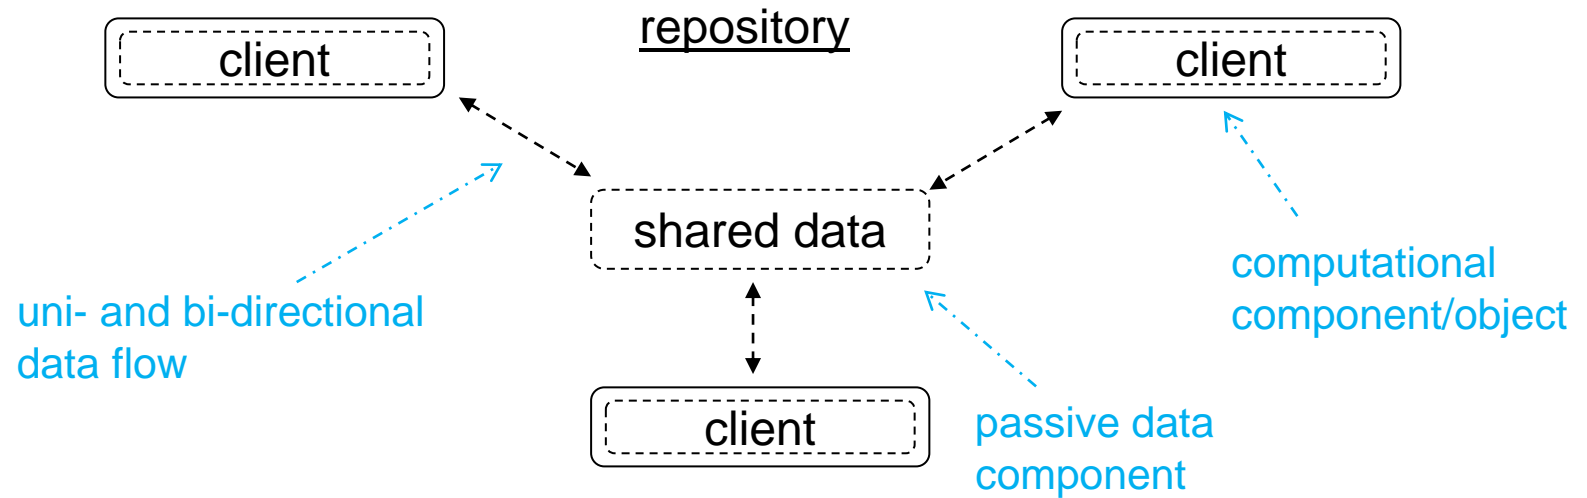 repository
client
client
shared data
uni- and bi-directional
data flow
computational
component/object
client
passive data
component